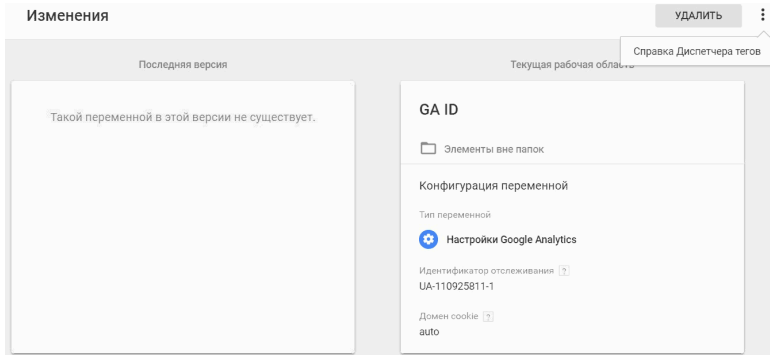 Изменения
УДАЛИТЬ
Справка Диспетчера тегов
Последняя версия
Текущая рабочая область
Такой переменной в этой версии не существует.
GA ID
Элементы вне папок
Конфигурация переменной
Тип переменной
Настройки Google Analytics
Идентификатор отслеживания ?
UA-110925811-1
Домен cookie ?
auto